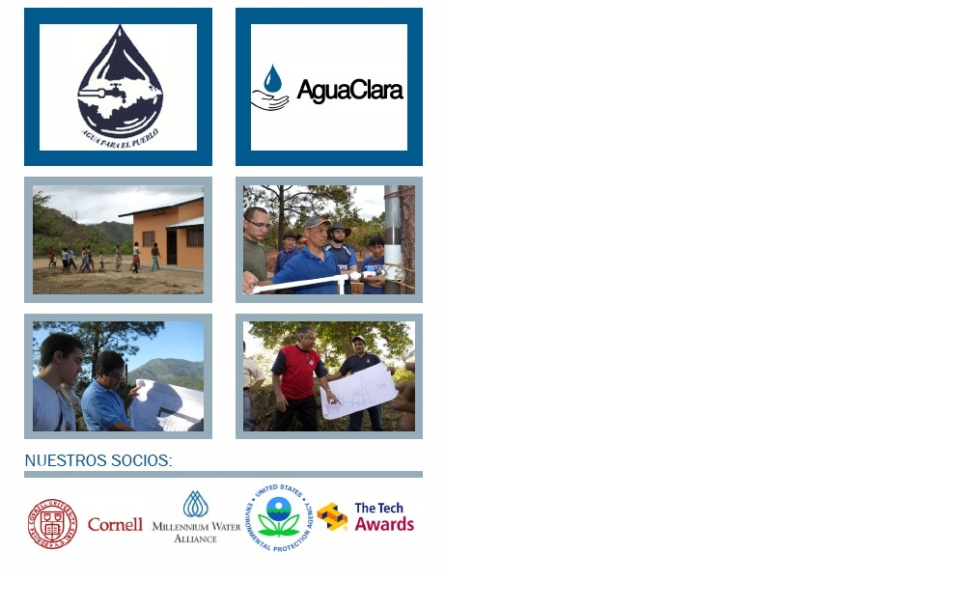 AGUA PARA EL PUEBLO
AguaClara
NUESTROS SOCIOS:
Cornell
MILLENNIUM WATER
ALLIANCE
UNITED STATES
ENVIRONMENTAL PROTECTION AGENCY
The Tech
Awards